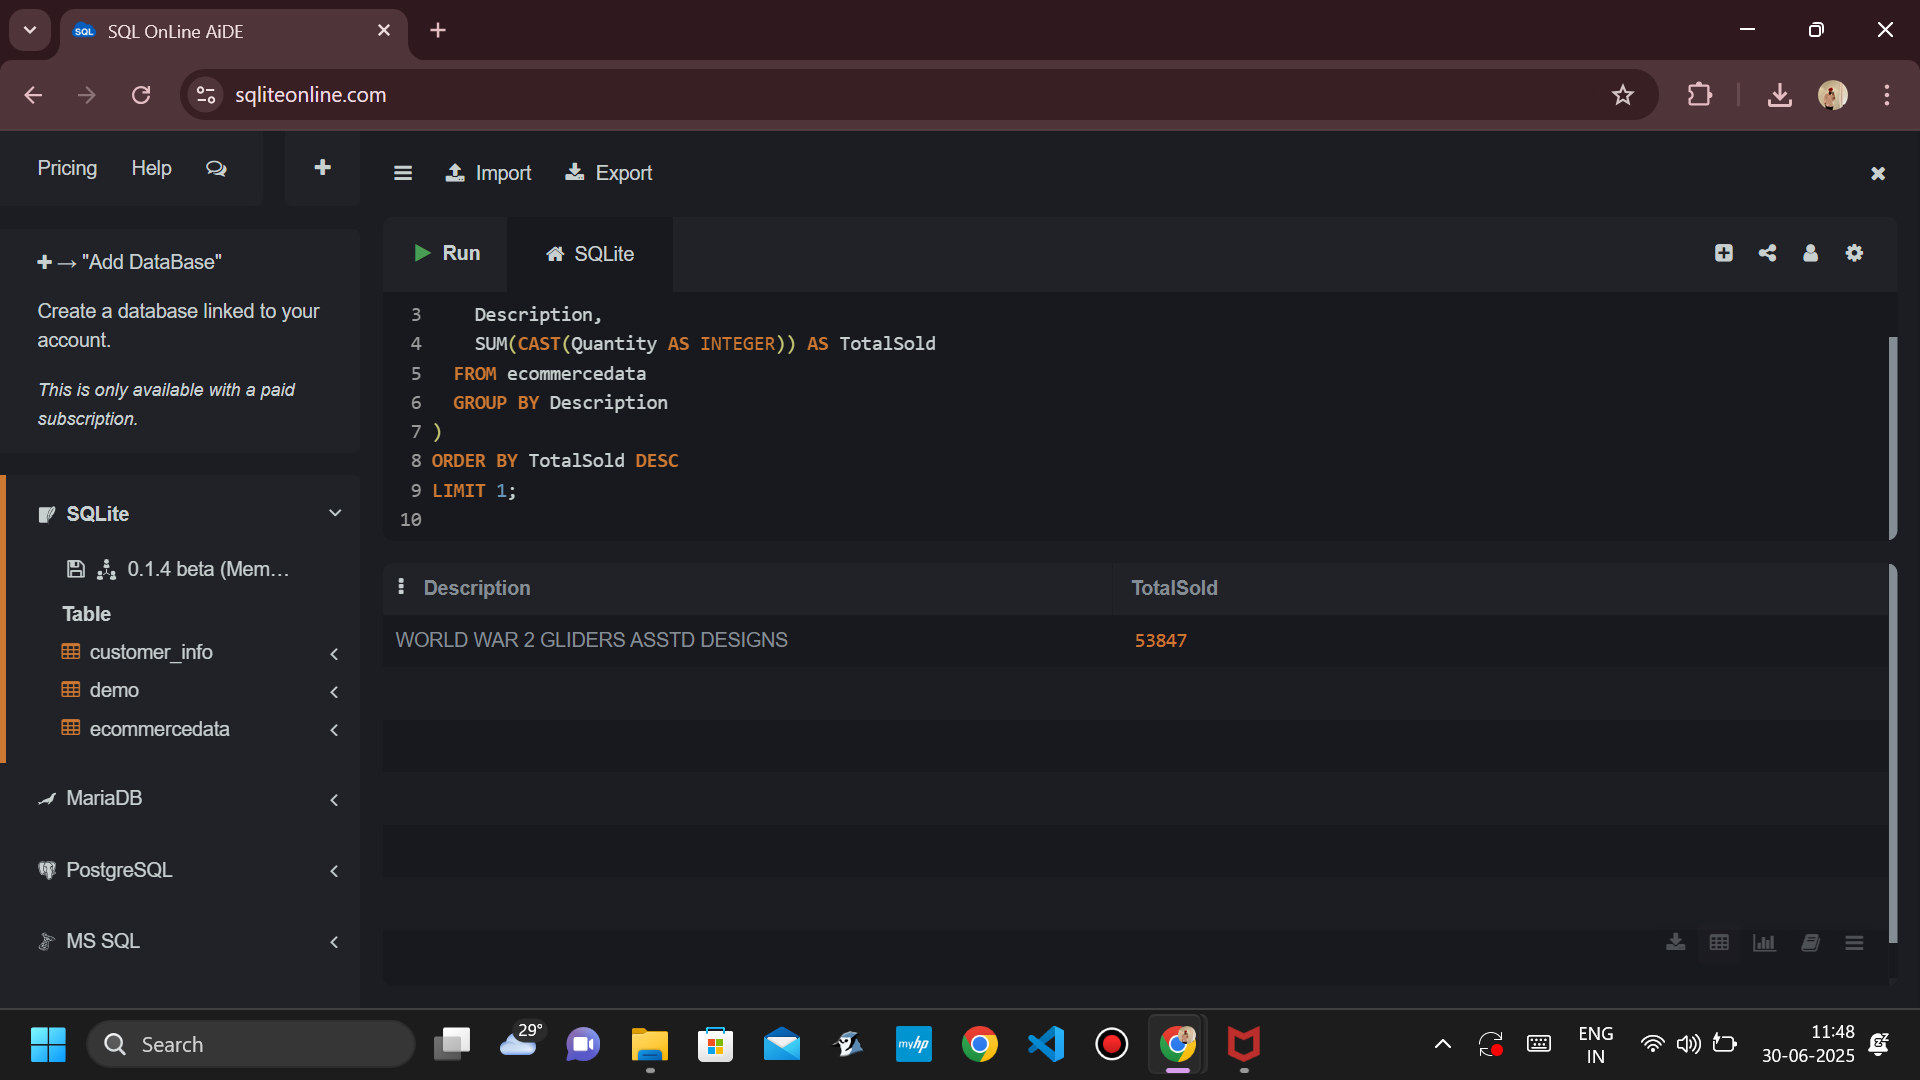 SQL OnLine AiDE
sqliteonline.com
Pricing Help
Import Export
"Add DataBase"
Create a database linked to your
account.
This is only available with a paid
subscription.
Run SQLite
3 Description,
4 SUM(CAST(Quantity AS INTEGER)) AS TotalSold
5 FROM ecommercedata
6 GROUP BY Description
7 )
8 ORDER BY TotalSold DESC
9 LIMIT 1;
10
SQLite
0.1.4 beta (Mem...
Table
customer_info
demo
ecommercedata
MariaDB
PostgreSQL
MS SQL
Description TotalSold
WORLD WAR 2 GLIDERS ASSTD DESIGNS 53847
Search
29°
myhp
ENG
IN
11:48
30-06-2025